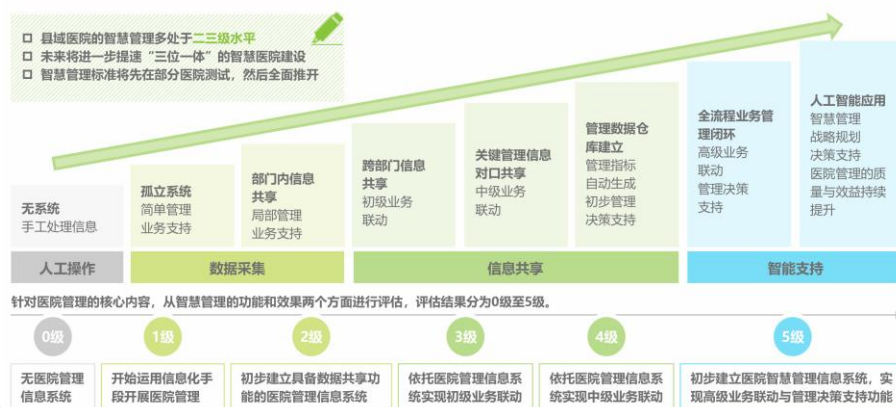 □ 县域医院的智慧管理多处于二三级水平
□ 未来将进一步提速“三位一体”的智慧医院建设
□ 智慧管理标准将先在部分医院测试，然后全面推开
无系统
手工处理信息
孤立系统
简单管理
业务支持
部门内信息
共享
局部管理
业务支持
跨部门信息
共享
初级业务
联动
关键管理信息
对口共享
中级业务
联动
管理数据仓
库建立
管理指标
自动生成
初步管理
决策支持
全流程业务管
理闭环
高级业务
联动
管理决策
支持
人工智能应用
智慧管理
战略规划
决策支持
医院管理的质
量与效益持续
提升
人工操作
数据采集
信息共享
智能支持
针对医院管理的核心内容，从智慧管理的功能和效果两个方面进行评估，评估结果分为0级至5级。
0级
1级
2级
3级
4级
5级
无医院管理
信息系统
开始运用信息化手
段开展医院管理
初步建立具备数据共享功
能的医院管理信息系统
依托医院管理信息系
统实现初级业务联动
依托医院管理信息系
统实现中级业务联动
初步建立医院智慧管理信息系统，实
现高级业务联动与管理决策支持功能